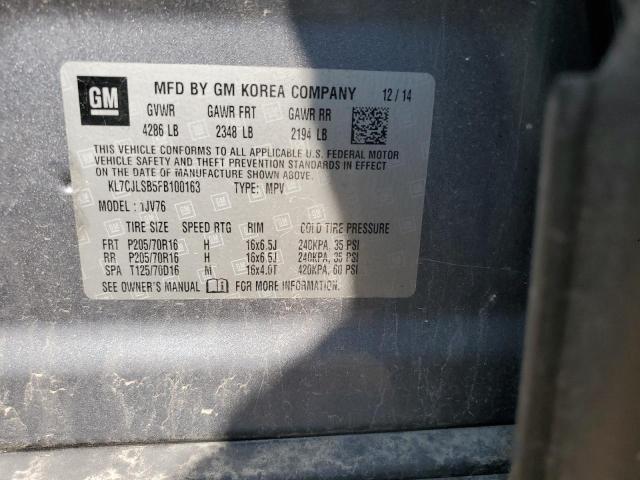 GM MFD BY GM KOREA COMPANY 12/14
GVWR GAWR FRT GAWR RR
4286 LB 2348 LB 2194 LB
THIS VEHICLE CONFORMS TO ALL APPLICABLE U.S. FEDERAL MOTOR
VEHICLE SAFETY AND THEFT PREVENTION STANDARDS IN EFFECT
ON THE DATE OF MANUFACTURE SHOWN ABOVE.
KL7CJLSB5FB100163 TYPE: MPV
MODEL: 1JV76
TIRE SIZE SPEED RTG RIM COLD TIRE PRESSURE
FRT P205/70R16 H 16x6.5J 240KPA, 35 PSI
RR P205/70R16 H 16x6.5J 240KPA, 35 PSI
SPA T125/70D16 M 16x4.0T 420KPA, 60 PSI
SEE OWNER'S MANUAL FOR MORE INFORMATION.